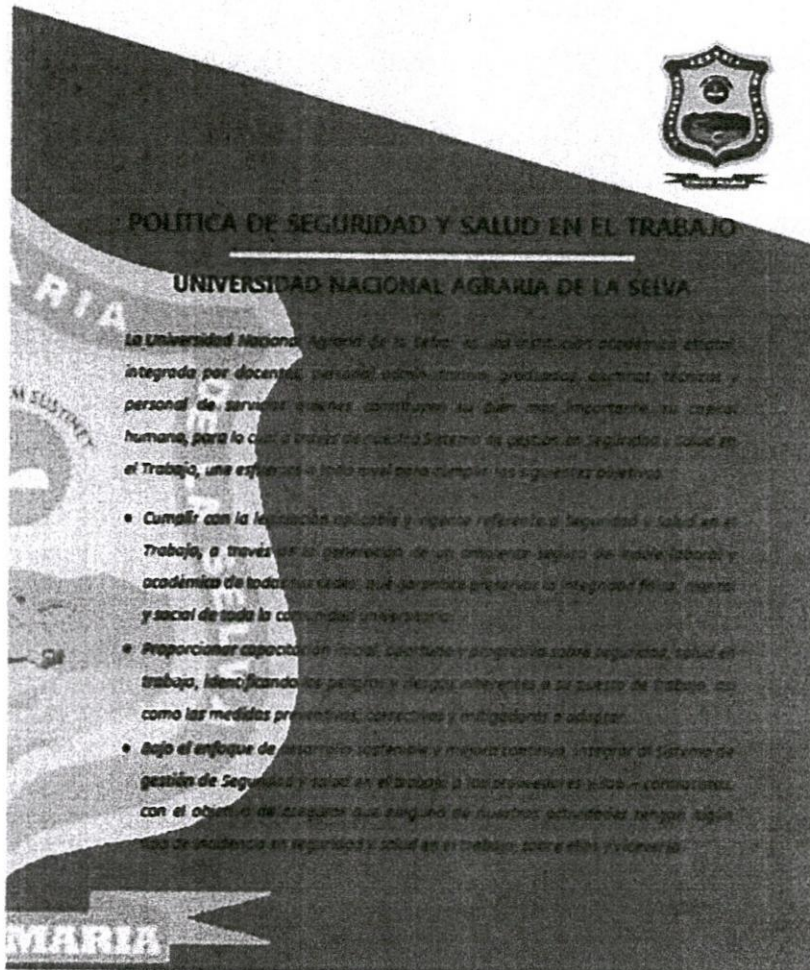 POLÍTICA DE SEGURIDAD Y SALUD EN EL TRABAJO
UNIVERSIDAD NACIONAL AGRARIA DE LA SELVA
ARIA
DE LA SELVA
M SUSTINET
La Universidad Nacional Agraria de la Selva, es una institución académica estatal,
integrada por docentes, personal administrativo, graduados, alumnos, técnicos y
personal de servicios quienes constituyen su bien más importante, su capital
humano, para lo cual a través de nuestro Sistema de gestión en Seguridad y Salud en
el Trabajo, une esfuerzos a todo nivel para cumplir los siguientes objetivos:
• Cumplir con la legislación aplicable y vigente referente a Seguridad y Salud en el
Trabajo, a través de la generación de un ambiente seguro laboral y
académico de todas sus sedes; que garantice preservar la integridad física, mental
y social de toda la comunidad universitaria.
• Proporcionar capacitación inicial, oportuna y progresiva sobre seguridad, salud en
trabajo, identificando los peligros y riesgos inherentes a su puesto de trabajo, así
como las medidas preventivas, correctivas y mitigadoras a adoptar.
• Bajo el enfoque de desarrollo sostenible y mejora continua, integrar al Sistema de
gestión de Seguridad y salud en el trabajo a los proveedores y sub – contratistas,
con el objetivo de asegurar que ninguna de nuestras actividades tengan algún
tipo de incidencia en seguridad y salud en el trabajo, sobre ellos y viceversa.
MARIA